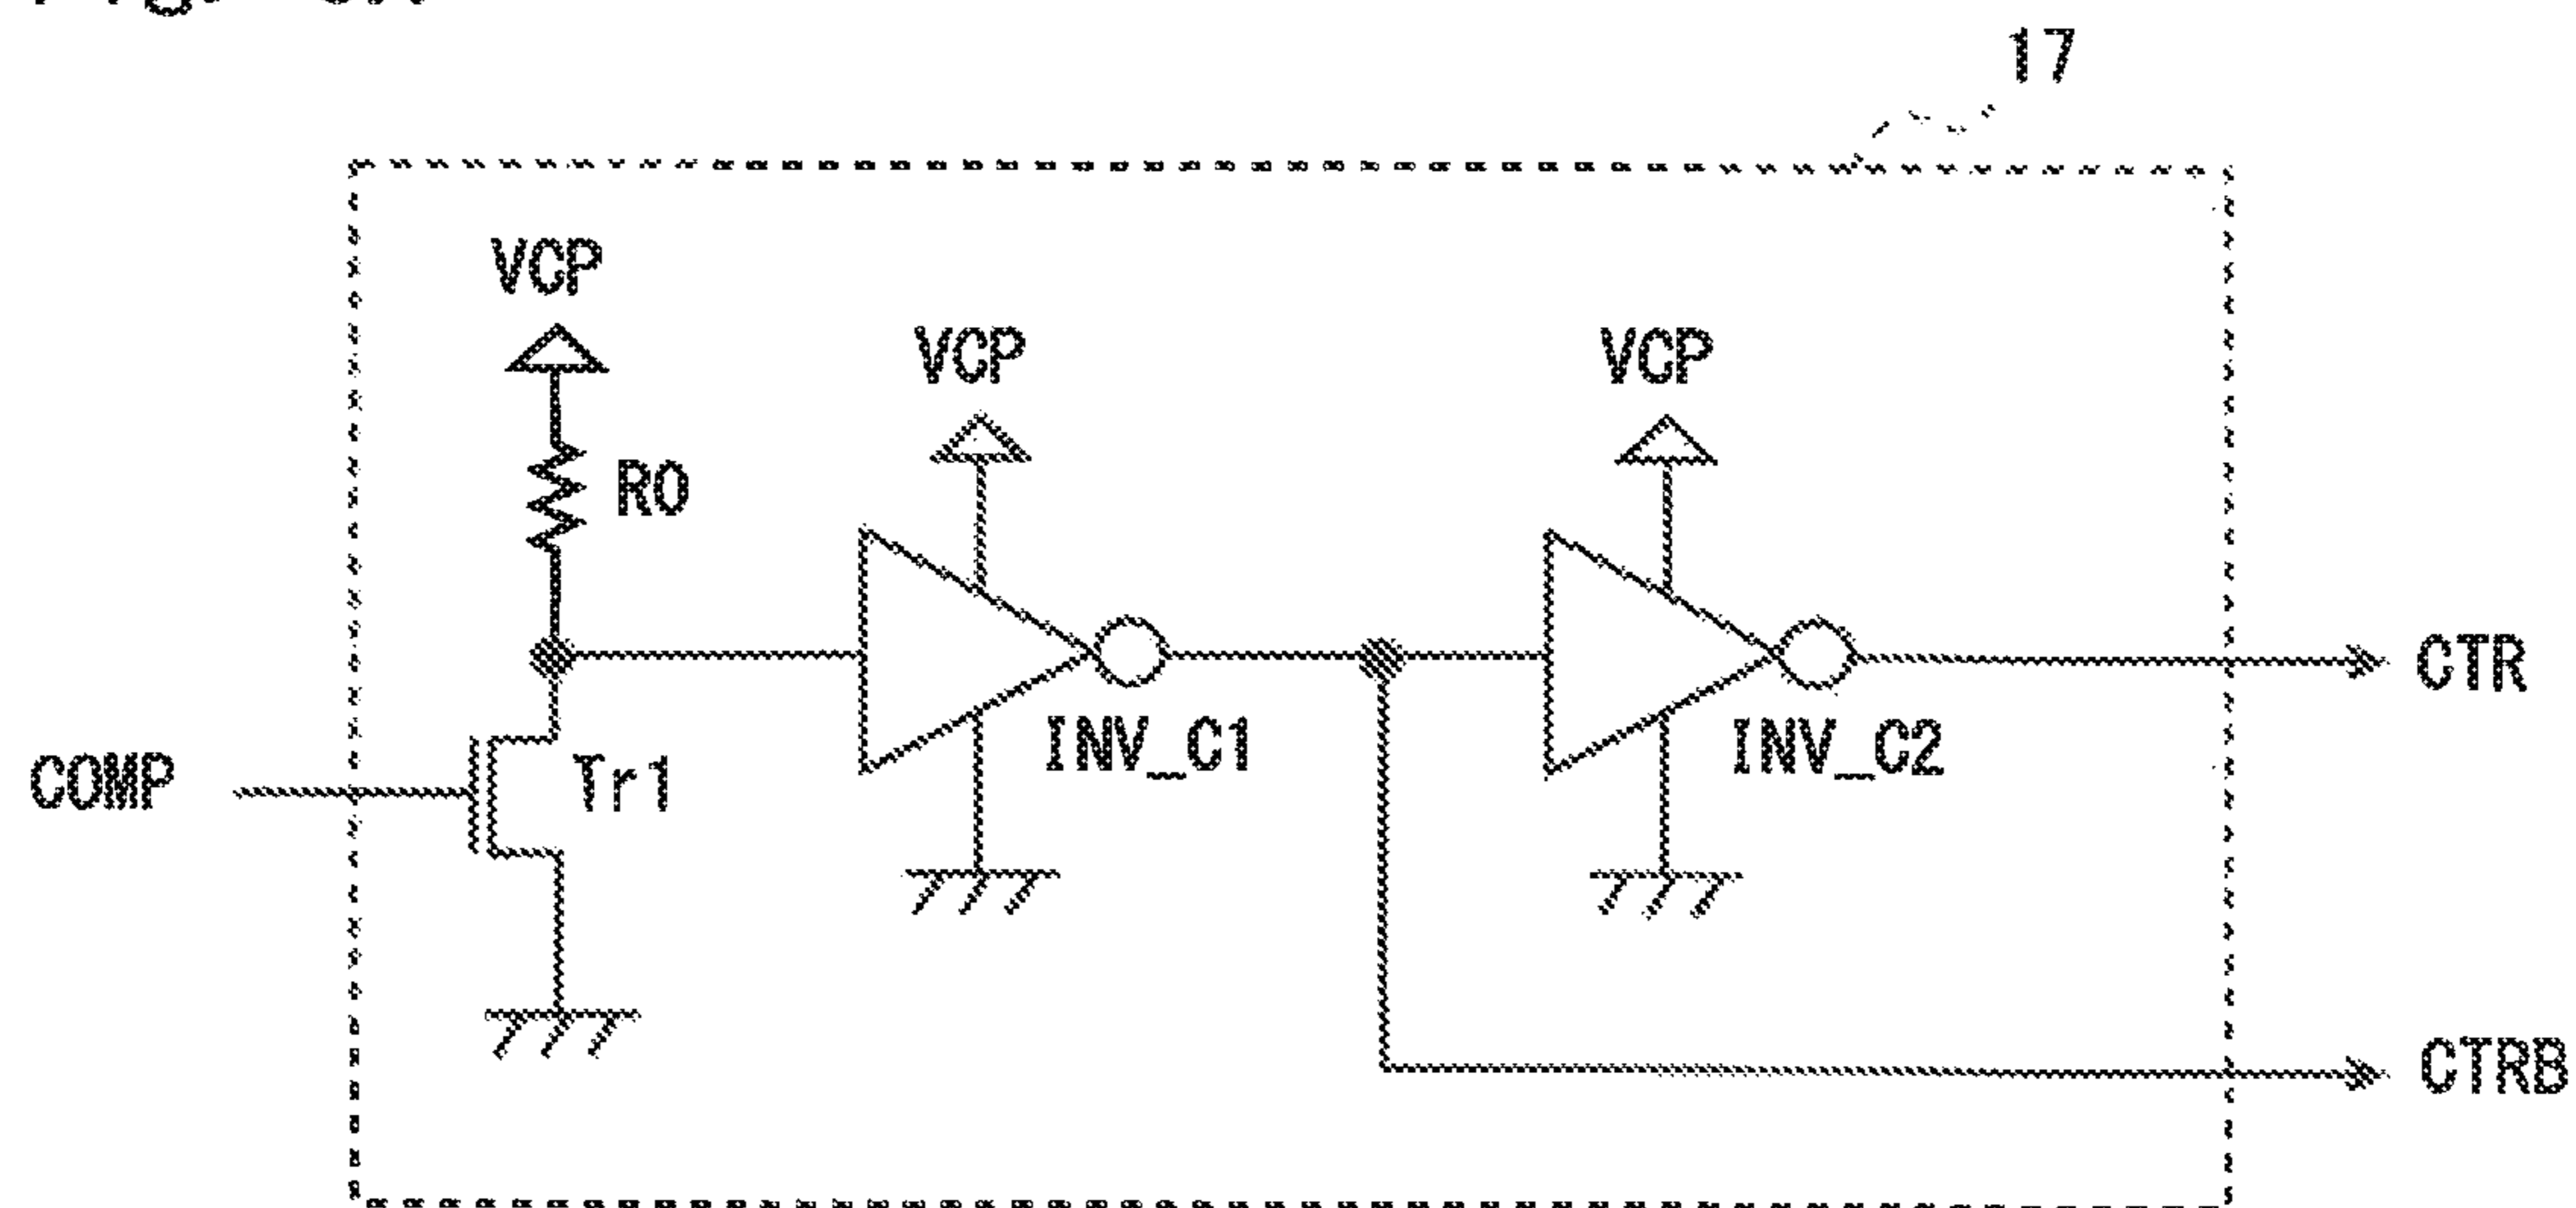 17
VCP
VCP
VCP
R0
CTR
INV_C1
INV_C2
COMP
Tr1
CTRB